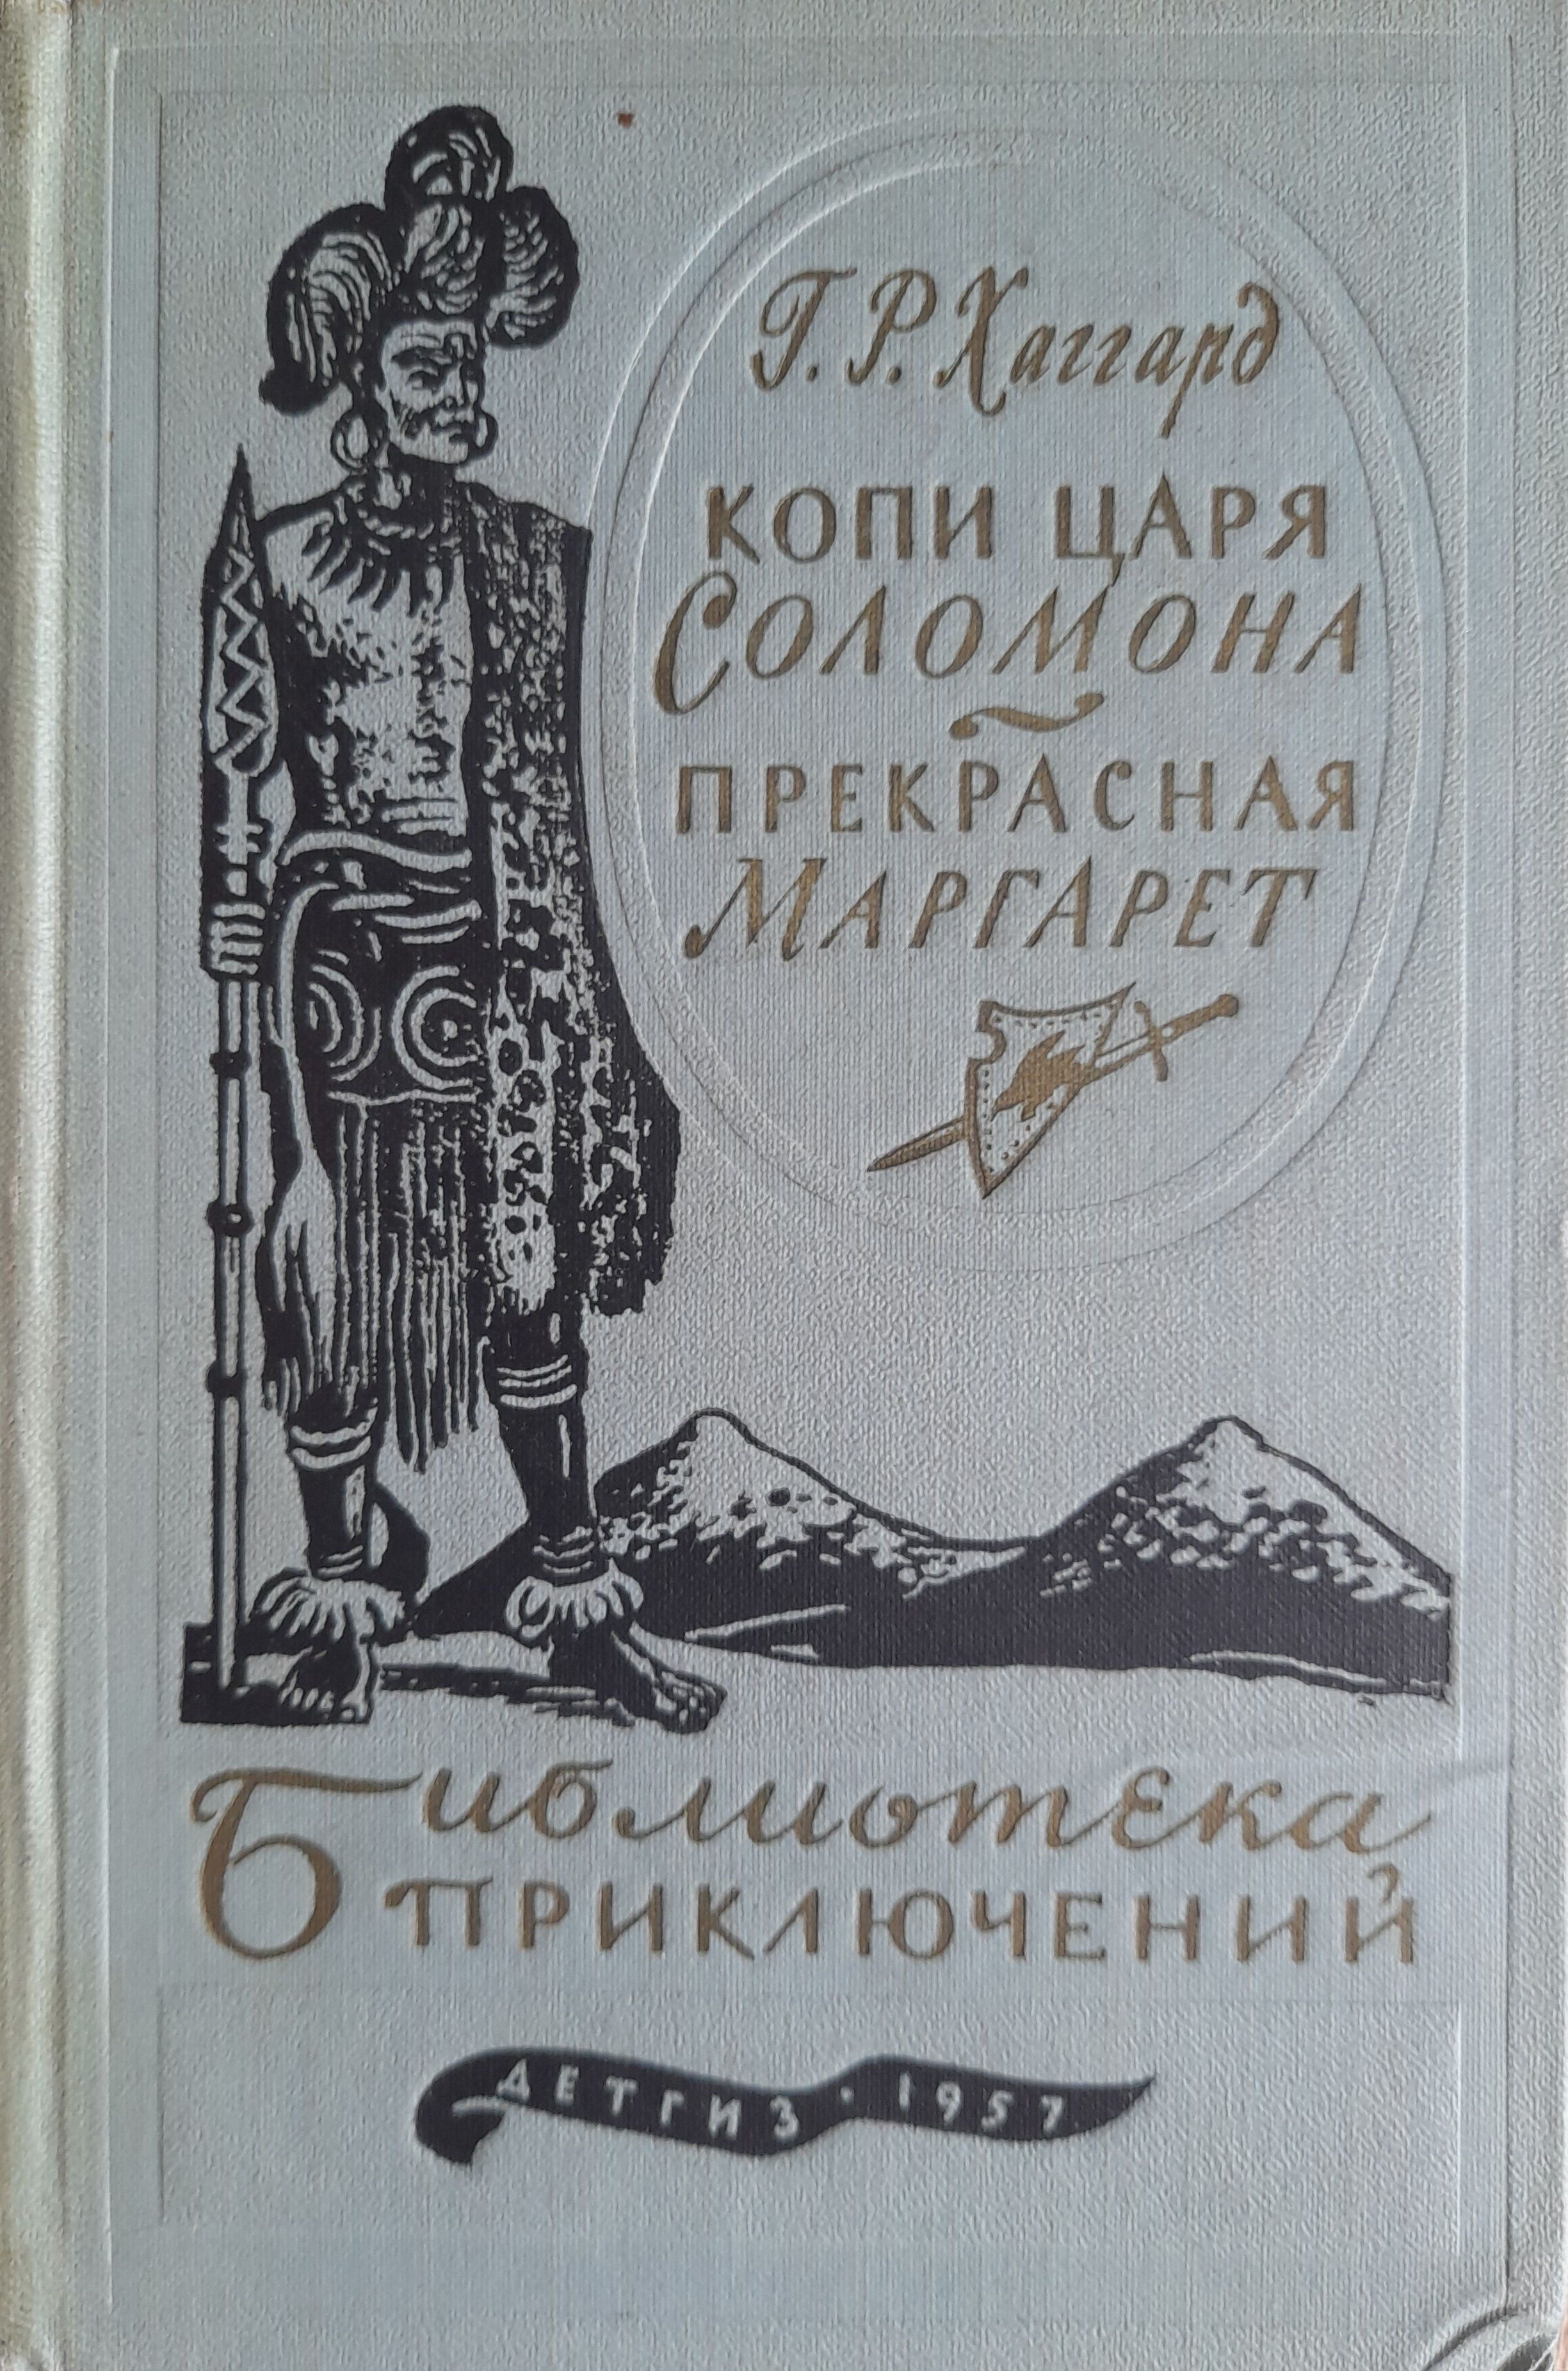 Г. Р. Хаггард
КОПИ ЦАРЯ
СОЛОМОНА
ПРЕКРАСНАЯ
МАРГАРЕТ
Библиотека
ПРИКЛЮЧЕНИЙ
ДЕТГИЗ · 1957